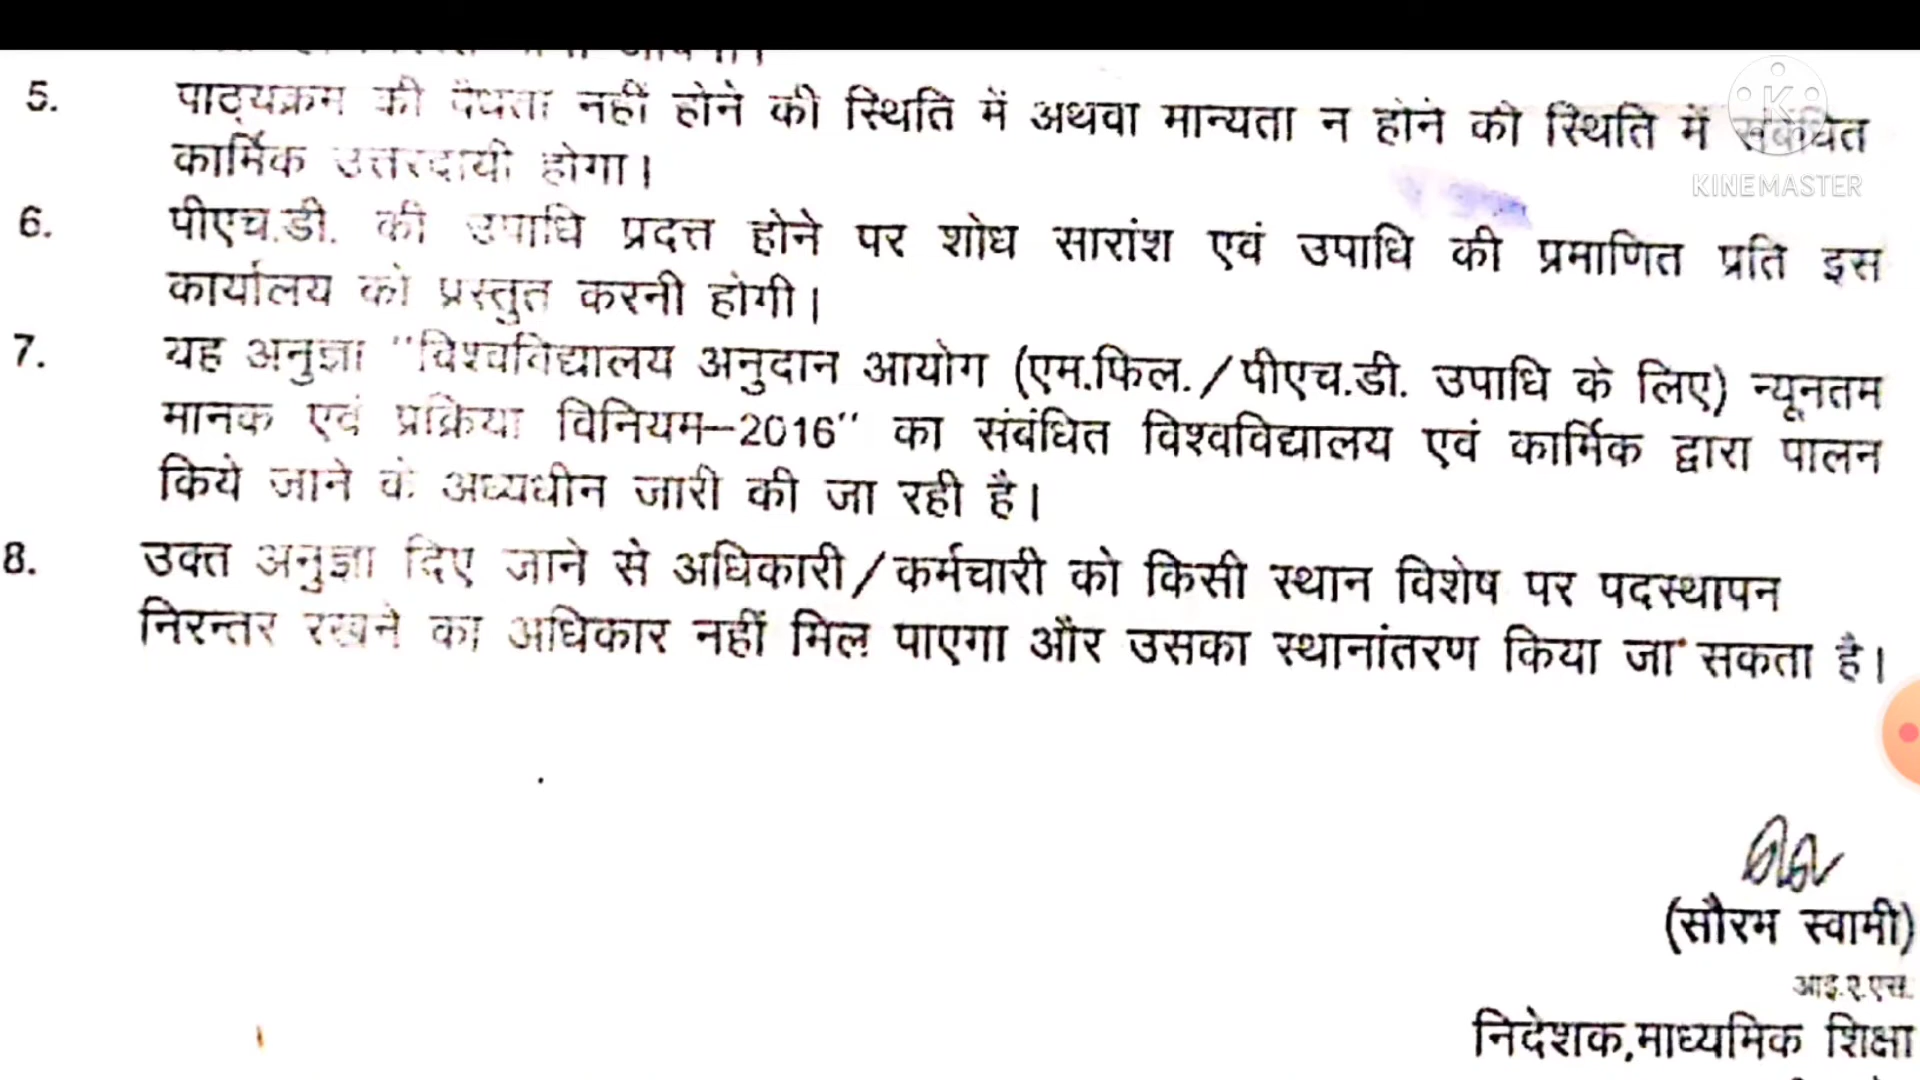 5. पाठ्यक्रम की वैधता नहीं होने की स्थिति में अथवा मान्यता न होने की स्थिति में संबंधित
KINEMASTER
कार्मिक उत्तरदायी होगा।
6. पीएच.डी. की उपाधि प्रदत्त होने पर शोध सारांश एवं उपाधि की प्रमाणित प्रति इस
कार्यालय को प्रस्तुत करनी होगी।
7. यह अनुज्ञा "विश्वविद्यालय अनुदान आयोग (एम.फिल./पीएच.डी. उपाधि के लिए) न्यूनतम
मानक एवं प्रक्रिया विनियम–2016" का संबंधित विश्वविद्यालय एवं कार्मिक द्वारा पालन
किये जाने के अध्यधीन जारी की जा रही है।
8. उक्त अनुज्ञा दिए जाने से अधिकारी/कर्मचारी को किसी स्थान विशेष पर पदस्थापन
निरन्तर रखने का अधिकार नहीं मिल पाएगा और उसका स्थानांतरण किया जा सकता है।
(सौरभ स्वामी)
आइ.ए.एस.
निदेशक,माध्यमिक शिक्षा